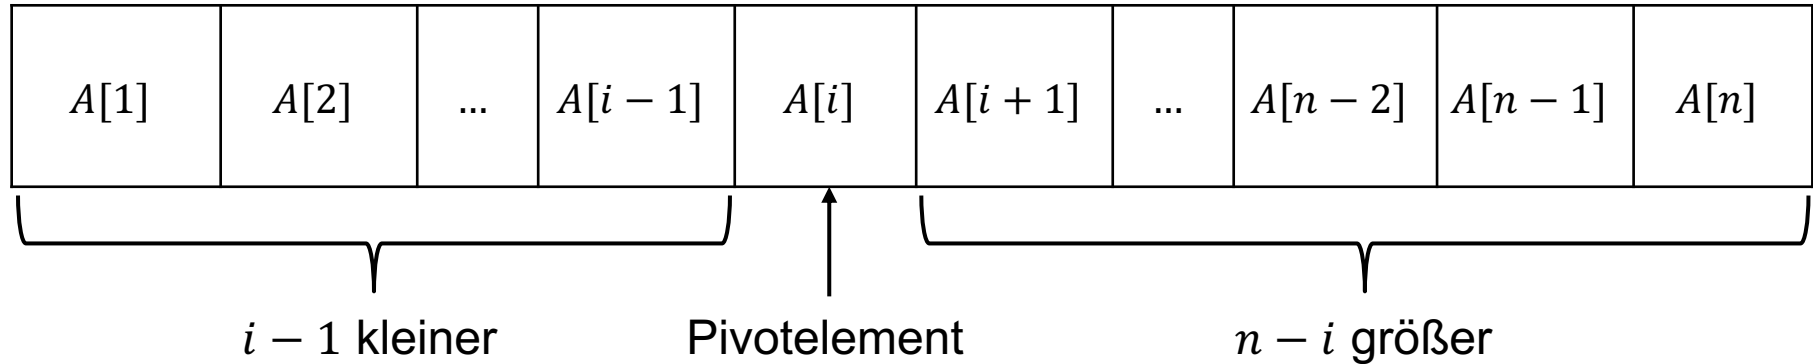 A[1] A[2] ... A[i − 1] A[i] A[i + 1] ... A[n − 2] A[n − 1] A[n]
i − 1 kleiner Pivotelement n − i größer